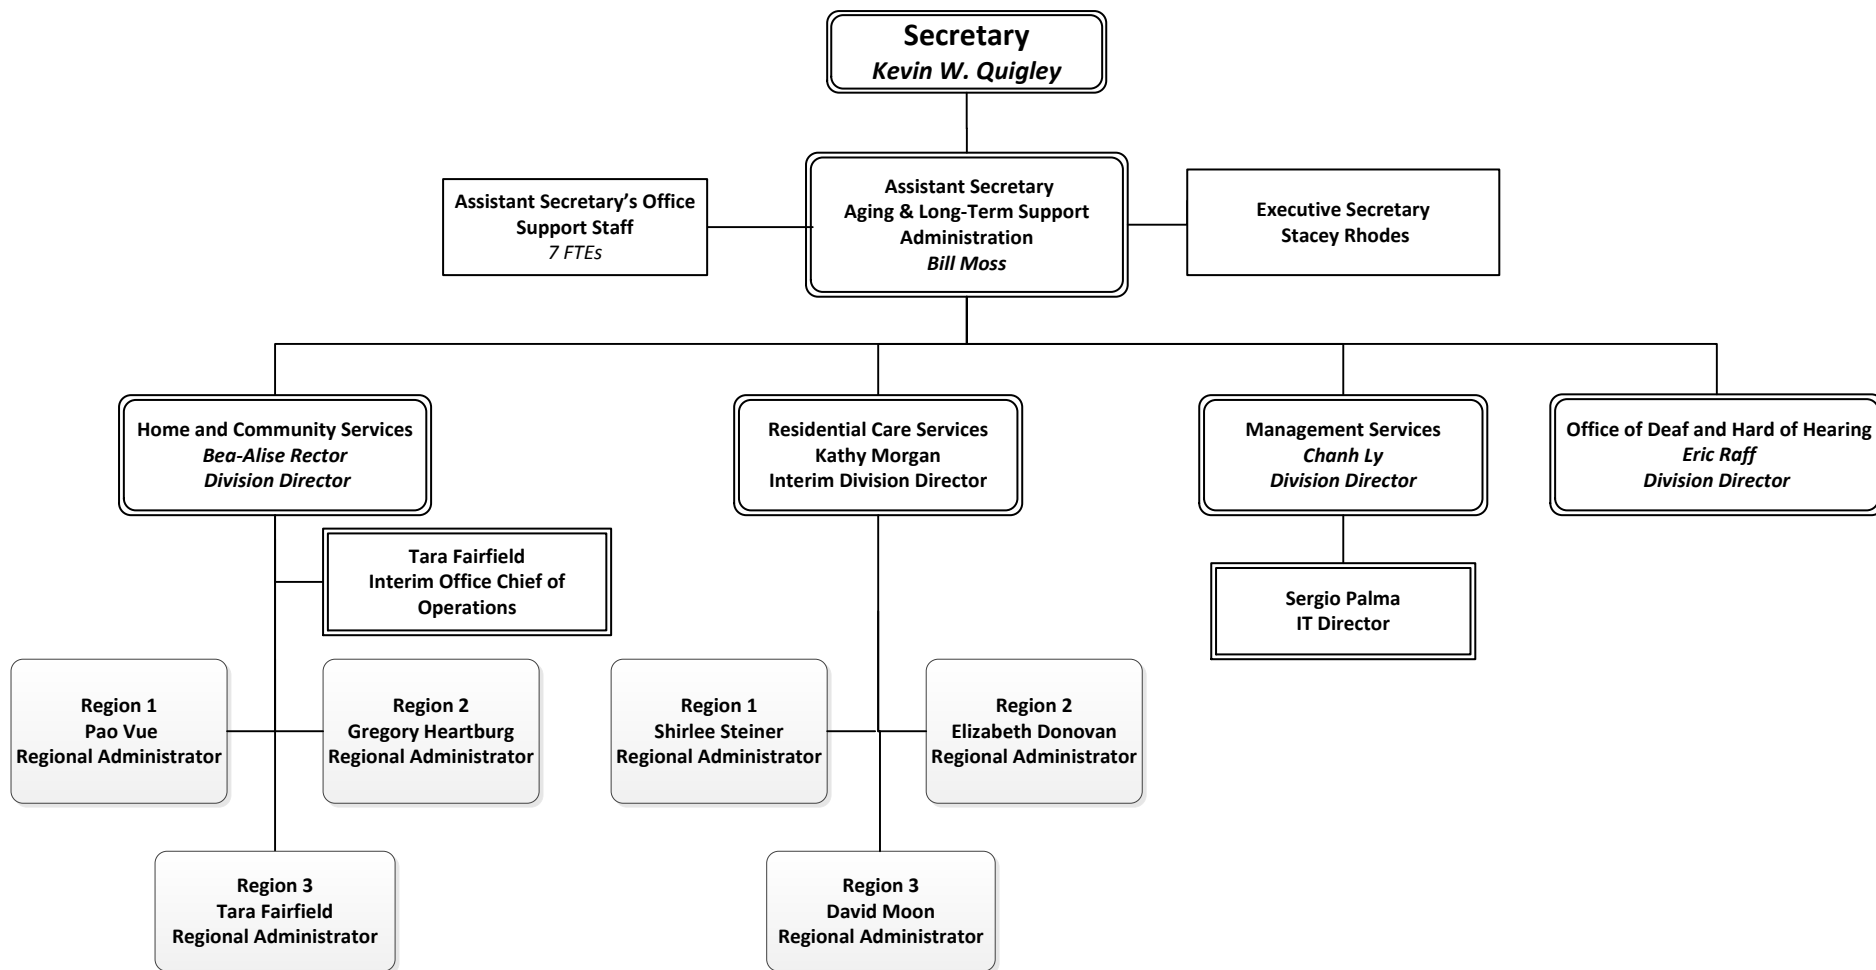 Secretary
Kevin W. Quigley
Assistant Secretary's Office
Support Staff
7 FTEs
Assistant Secretary
Aging & Long-Term Support
Administration
Bill Moss
Executive Secretary
Stacey Rhodes
Home and Community Services
Bea-Alise Rector
Division Director
Residential Care Services
Kathy Morgan
Interim Division Director
Management Services
Chanh Ly
Division Director
Office of Deaf and Hard of Hearing
Eric Raff
Division Director
Tara Fairfield
Interim Office Chief of
Operations
Sergio Palma
IT Director
Region 1
Pao Vue
Regional Administrator
Region 2
Gregory Heartburg
Regional Administrator
Region 1
Shirlee Steiner
Regional Administrator
Region 2
Elizabeth Donovan
Regional Administrator
Region 3
Tara Fairfield
Regional Administrator
Region 3
David Moon
Regional Administrator